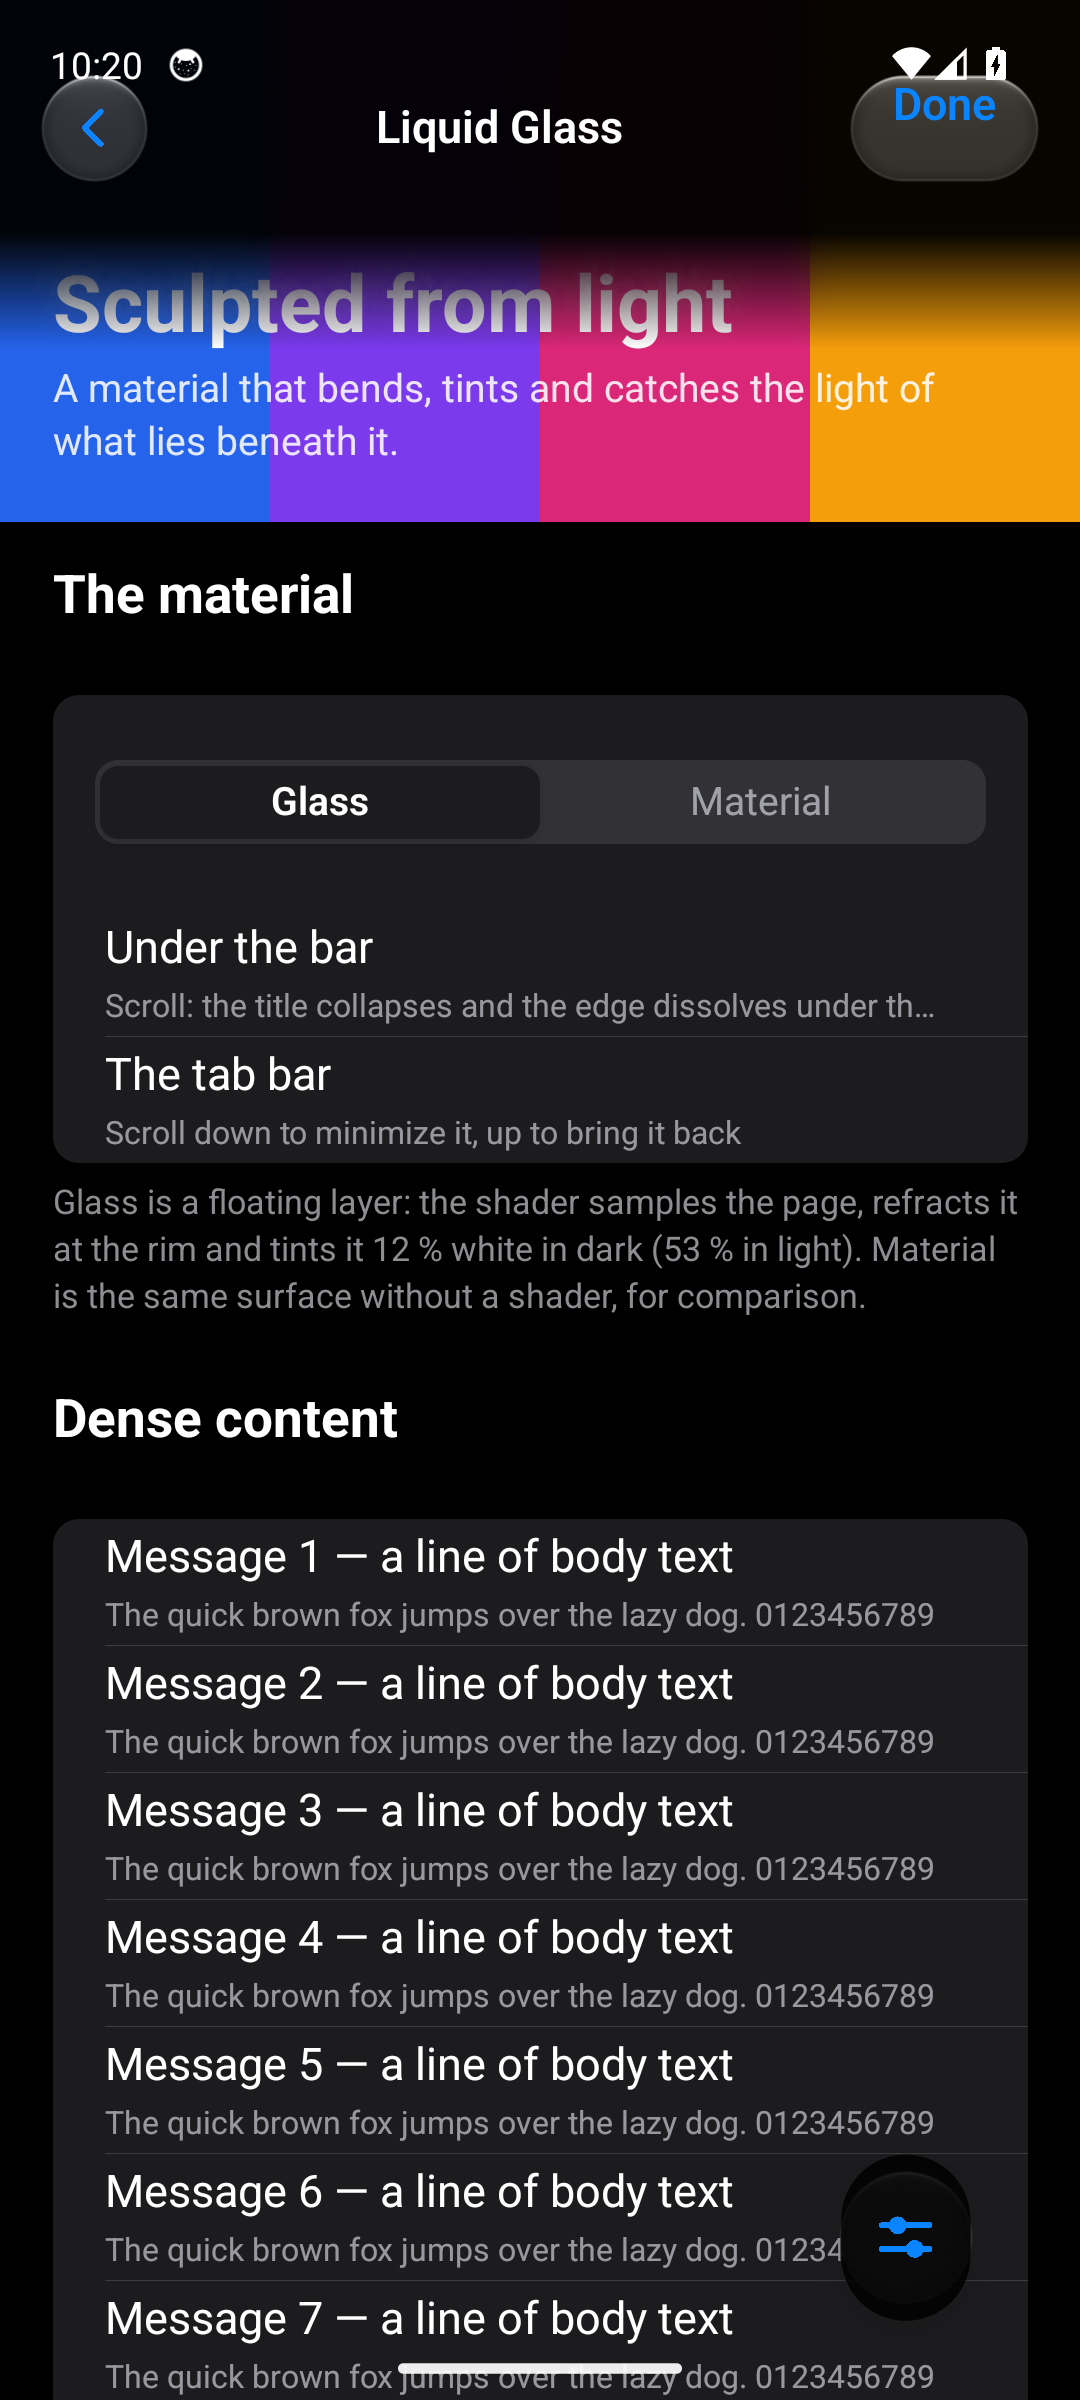 10:20
Liquid Glass
Done
Sculpted from light
A material that bends, tints and catches the light of
what lies beneath it.
The material
Glass
Material
Under the bar
Scroll: the title collapses and the edge dissolves under th…
The tab bar
Scroll down to minimize it, up to bring it back
Glass is a floating layer: the shader samples the page, refracts it
at the rim and tints it 12 % white in dark (53 % in light). Material
is the same surface without a shader, for comparison.
Dense content
Message 1 — a line of body text
The quick brown fox jumps over the lazy dog. 0123456789
Message 2 — a line of body text
The quick brown fox jumps over the lazy dog. 0123456789
Message 3 — a line of body text
The quick brown fox jumps over the lazy dog. 0123456789
Message 4 — a line of body text
The quick brown fox jumps over the lazy dog. 0123456789
Message 5 — a line of body text
The quick brown fox jumps over the lazy dog. 0123456789
Message 6 — a line of body text
The quick brown fox jumps over the lazy dog. 01234
Message 7 — a line of body text
The quick brown fox jumps over the lazy dog. 0123456789